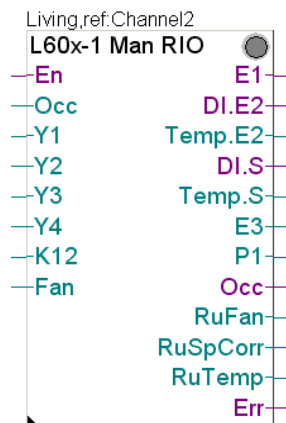 Living,ref:Channel2
L60x-1 Man RIO
En E1
Occ DI.E2
Y1 Temp.E2
Y2 DI.S
Y3 Temp.S
Y4 E3
K12 P1
Fan Occ
RuFan
RuSpCorr
RuTemp
Err